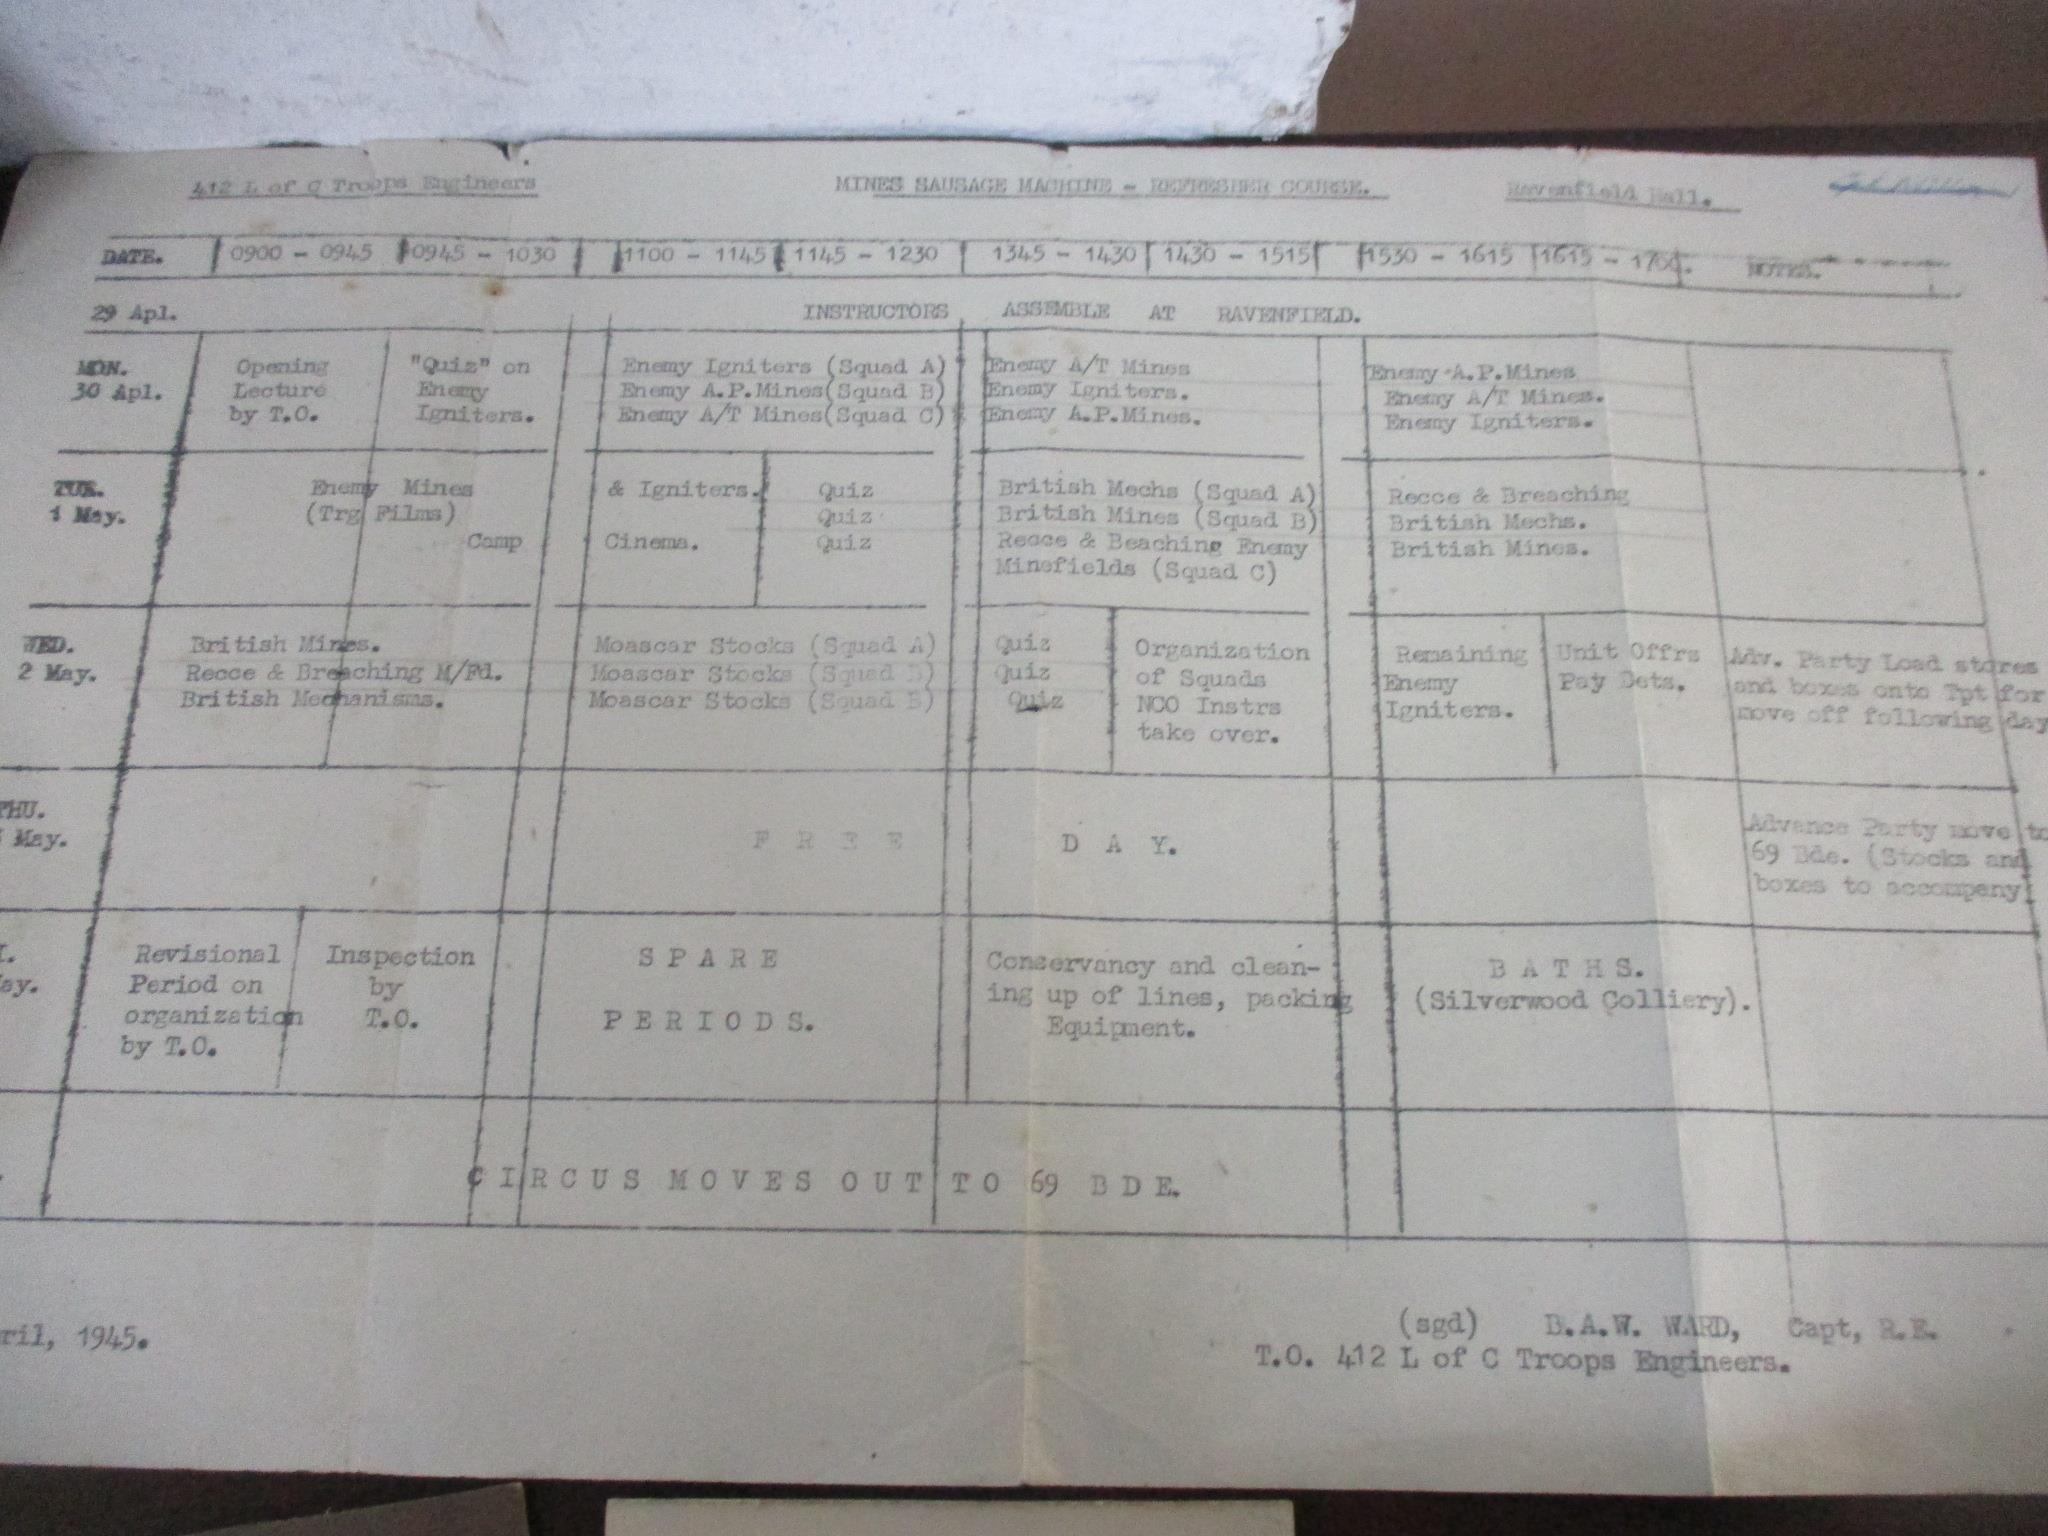 412 L of C Troops Engineers MINES SAUSAGE MACHINE - REFRESHER COURSE. Ravenfield Hall.
DATE. 0900 - 0945 0945 - 1030 1100 - 1145 1145 - 1230 1345 - 1430 1430 - 1515 1530 - 1615 1615 - 1700. NOTES.
29 Apl. INSTRUCTORS ASSEMBLE AT RAVENFIELD.
MON. Opening "Quiz" on Enemy Igniters (Squad A) Enemy A/T Mines Enemy A.P.Mines
30 Apl. Lecture Enemy Enemy A.P.Mines(Squad B) Enemy Igniters. Enemy A/T Mines.
by T.O. Igniters. Enemy A/T Mines(Squad C) Enemy A.P.Mines. Enemy Igniters.
TUE. Enemy Mines & Igniters. Quiz British Mechs (Squad A) Recce & Breaching
1 May. (Trg Films) Quiz British Mines (Squad B) British Mechs.
Camp Cinema. Quiz Recce & Beaching Enemy British Mines.
Minefields (Squad C)
WED. British Mines. Moascar Stocks (Squad A) Quiz Organization Remaining Unit Offrs Adv. Party Load stores
2 May. Recce & Breaching M/Fd. Moascar Stocks (Squad B) Quiz of Squads Enemy Pay Dets. and boxes onto Tpt for
British Mechanisms. Moascar Stocks (Squad B) Quiz NCO Instrs Igniters. move off following day
take over.
THU. FREE DAY. Advance Party move to
May. 69 Bde. (Stocks and
boxes to accompany
Revisional Inspection SPARE Conservancy and clean- BATHS.
ay. Period on by PERIODS. ing up of lines, packing (Silverwood Colliery).
organization T.O. Equipment.
by T.O.
CIRCUS MOVES OUT TO 69 BDE.
ril, 1945. (sgd) B.A.W. WARD, Capt, R.E.
T.O. 412 L of C Troops Engineers.